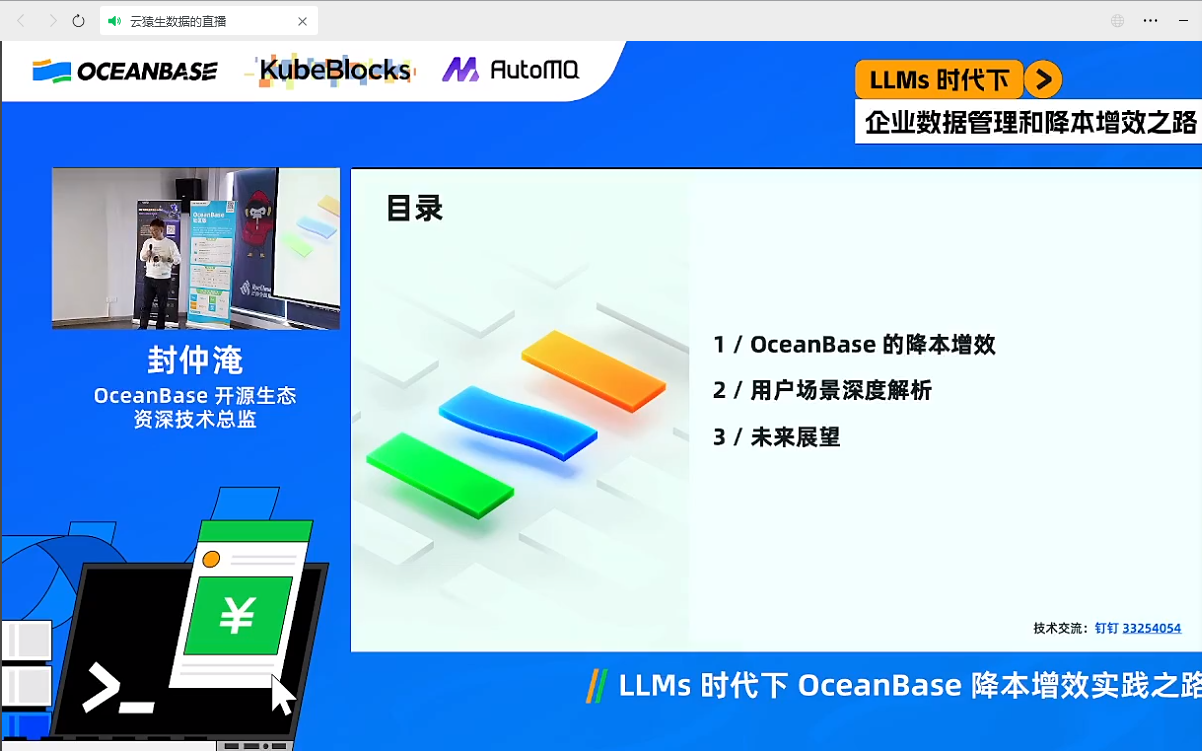 云猿生数据的直播
OCEANBASE
KubeBlocks
AutoMQ
LLMs 时代下
企业数据管理和降本增效之路
封仲淹
OceanBase 开源生态
资深技术总监
目录
1 / OceanBase 的降本增效
2 / 用户场景深度解析
3 / 未来展望
技术交流：钉钉 33254054
LLMs 时代下 OceanBase 降本增效实践之路
¥
>_